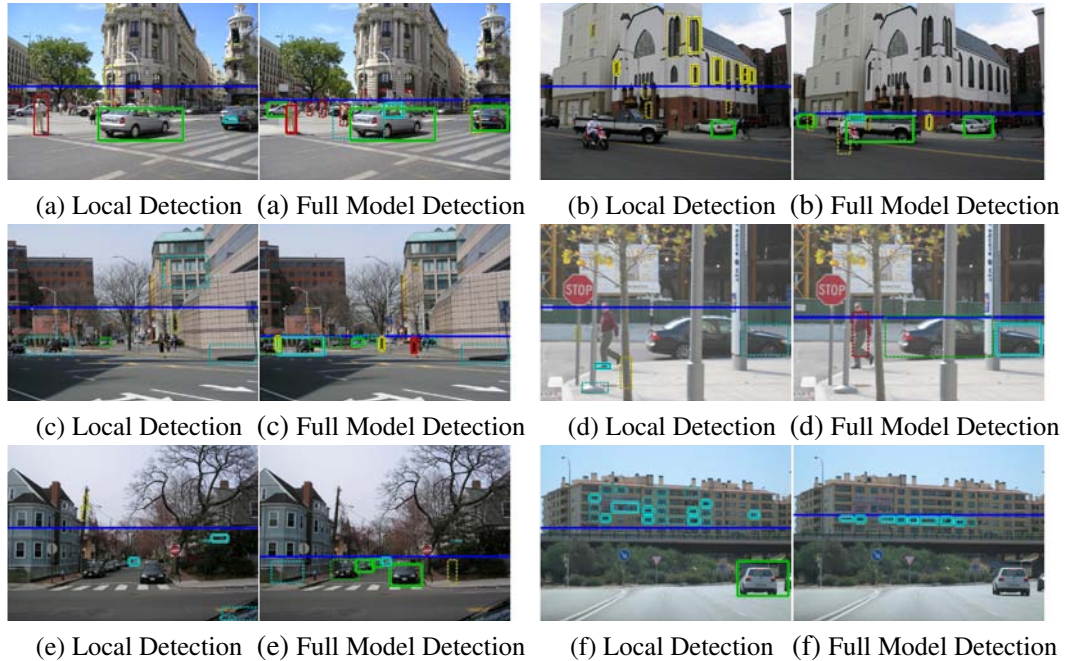 (a) Local Detection (a) Full Model Detection
(b) Local Detection (b) Full Model Detection
(c) Local Detection (c) Full Model Detection
STOP
STOP
(d) Local Detection (d) Full Model Detection
(e) Local Detection (e) Full Model Detection
(f) Local Detection (f) Full Model Detection